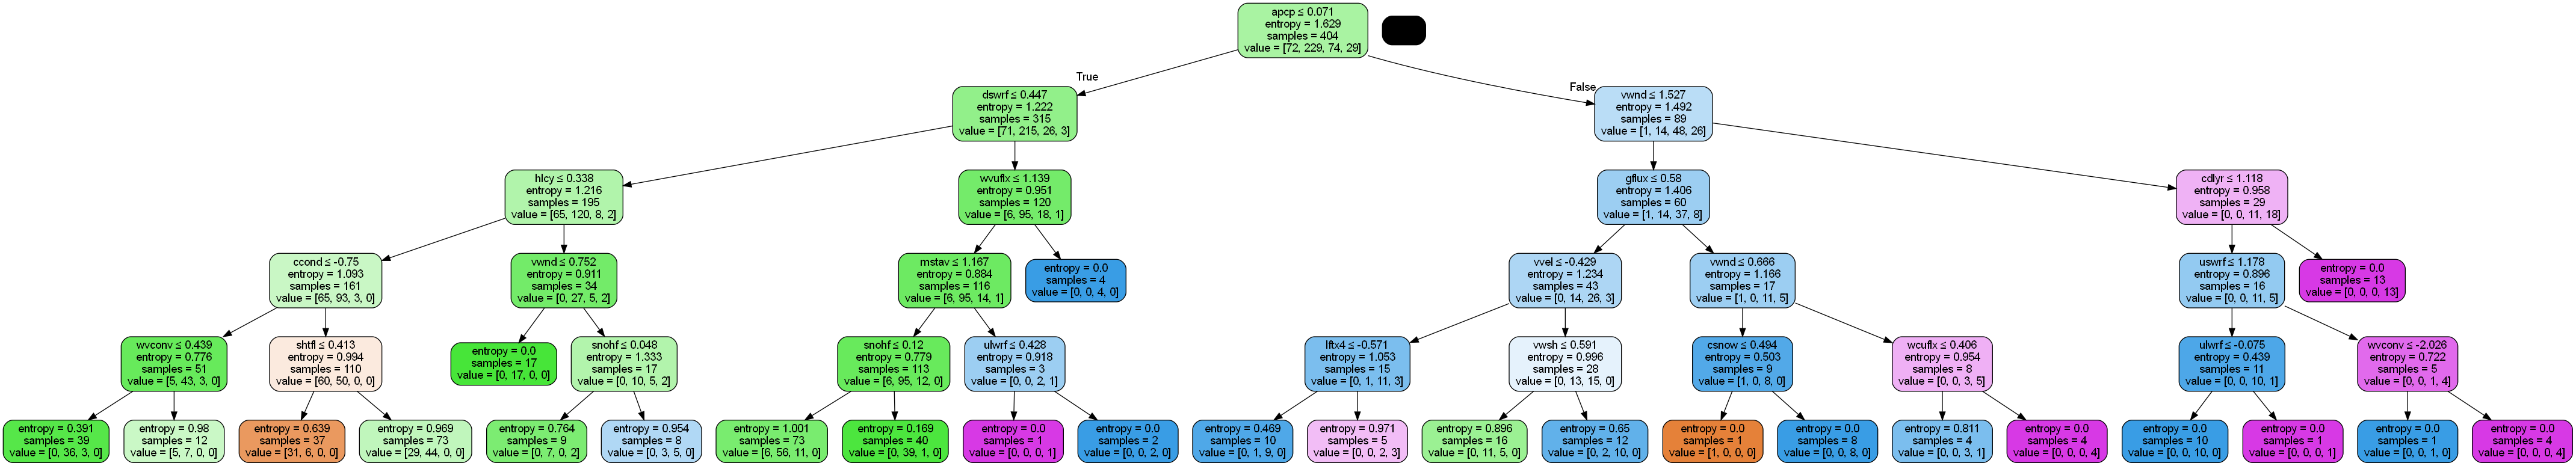 apcp ≤ 0.071
entropy = 1.629
samples = 404
value = [72, 229, 74, 29]
True
False
dswrf ≤ 0.447
entropy = 1.222
samples = 315
value = [71, 215, 26, 3]
vwnd ≤ 1.527
entropy = 1.492
samples = 89
value = [1, 14, 48, 26]
hlcy ≤ 0.338
entropy = 1.216
samples = 195
value = [65, 120, 8, 2]
wvuflx ≤ 1.139
entropy = 0.951
samples = 120
value = [6, 95, 18, 1]
gflux ≤ 0.58
entropy = 1.406
samples = 60
value = [1, 14, 37, 8]
cdlyr ≤ 1.118
entropy = 0.958
samples = 29
value = [0, 0, 11, 18]
ccond ≤ -0.75
entropy = 1.093
samples = 161
value = [65, 93, 3, 0]
vwnd ≤ 0.752
entropy = 0.911
samples = 34
value = [0, 27, 5, 2]
mstav ≤ 1.167
entropy = 0.884
samples = 116
value = [6, 95, 14, 1]
entropy = 0.0
samples = 4
value = [0, 0, 4, 0]
vvel ≤ -0.429
entropy = 1.234
samples = 43
value = [0, 14, 26, 3]
vwnd ≤ 0.666
entropy = 1.166
samples = 17
value = [1, 0, 11, 5]
uswrf ≤ 1.178
entropy = 0.896
samples = 16
value = [0, 0, 11, 5]
entropy = 0.0
samples = 13
value = [0, 0, 0, 13]
wvconv ≤ 0.439
entropy = 0.776
samples = 51
value = [5, 43, 3, 0]
shtfl ≤ 0.413
entropy = 0.994
samples = 110
value = [60, 50, 0, 0]
entropy = 0.0
samples = 17
value = [0, 17, 0, 0]
snohf ≤ 0.048
entropy = 1.333
samples = 17
value = [0, 10, 5, 2]
snohf ≤ 0.12
entropy = 0.779
samples = 113
value = [6, 95, 12, 0]
ulwrf ≤ 0.428
entropy = 0.918
samples = 3
value = [0, 0, 2, 1]
lftx4 ≤ -0.571
entropy = 1.053
samples = 15
value = [0, 1, 11, 3]
vwsh ≤ 0.591
entropy = 0.996
samples = 28
value = [0, 13, 15, 0]
csnow ≤ 0.494
entropy = 0.503
samples = 9
value = [1, 0, 8, 0]
wcuflx ≤ 0.406
entropy = 0.954
samples = 8
value = [0, 0, 3, 5]
ulwrf ≤ -0.075
entropy = 0.439
samples = 11
value = [0, 0, 10, 1]
wvconv ≤ -2.026
entropy = 0.722
samples = 5
value = [0, 0, 1, 4]
entropy = 0.391
samples = 39
value = [0, 36, 3, 0]
entropy = 0.98
samples = 12
value = [5, 7, 0, 0]
entropy = 0.639
samples = 37
value = [31, 6, 0, 0]
entropy = 0.969
samples = 73
value = [29, 44, 0, 0]
entropy = 0.764
samples = 9
value = [0, 7, 0, 2]
entropy = 0.954
samples = 8
value = [0, 3, 5, 0]
entropy = 1.001
samples = 73
value = [6, 56, 11, 0]
entropy = 0.169
samples = 40
value = [0, 39, 1, 0]
entropy = 0.0
samples = 1
value = [0, 0, 0, 1]
entropy = 0.0
samples = 2
value = [0, 0, 2, 0]
entropy = 0.469
samples = 10
value = [0, 1, 9, 0]
entropy = 0.971
samples = 5
value = [0, 0, 2, 3]
entropy = 0.896
samples = 16
value = [0, 11, 5, 0]
entropy = 0.65
samples = 12
value = [0, 2, 10, 0]
entropy = 0.0
samples = 1
value = [1, 0, 0, 0]
entropy = 0.0
samples = 8
value = [0, 0, 8, 0]
entropy = 0.811
samples = 4
value = [0, 0, 3, 1]
entropy = 0.0
samples = 4
value = [0, 0, 0, 4]
entropy = 0.0
samples = 10
value = [0, 0, 10, 0]
entropy = 0.0
samples = 1
value = [0, 0, 0, 1]
entropy = 0.0
samples = 1
value = [0, 0, 1, 0]
entropy = 0.0
samples = 4
value = [0, 0, 0, 4]